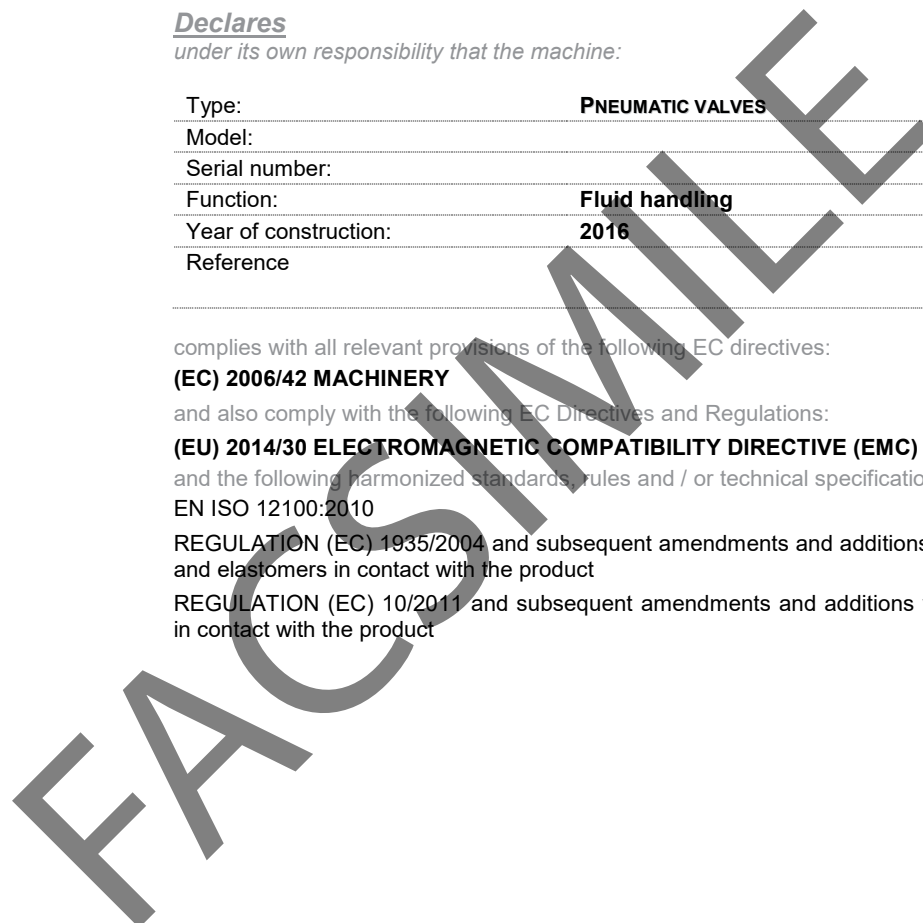 Declares
under its own responsibility that the machine:
Type: PNEUMATIC VALVES
Model:
Serial number:
Function: Fluid handling
Year of construction: 2016
Reference
complies with all relevant provisions of the following EC directives:
(EC) 2006/42 MACHINERY
and also comply with the following EC Directives and Regulations:
(EU) 2014/30 ELECTROMAGNETIC COMPATIBILITY DIRECTIVE (EMC)
and the following harmonized standards, rules and / or technical
EN ISO 12100:2010
REGULATION (EC) 1935/2004 and subsequent amendments and additions
and elastomers in contact with the product
REGULATION (EC) 10/2011 and subsequent amendments and additions
in contact with the product
FACSIMILE